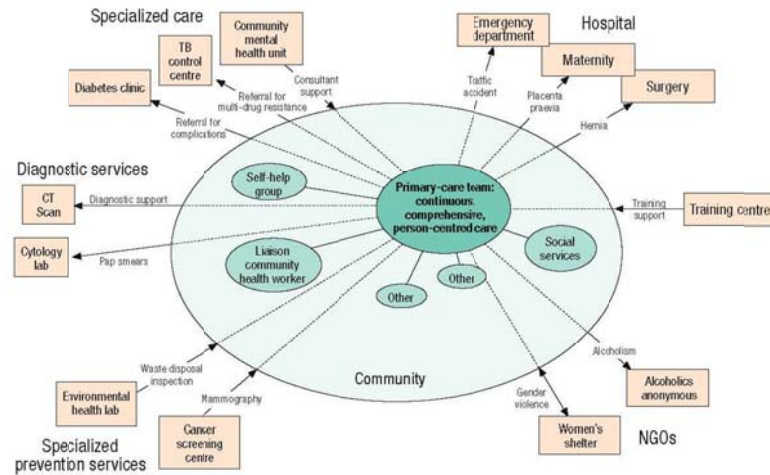 Specialized care
Community
mental
health unit
TB
control
centre
Diabetes clinic
Consultant
support
Referral for
multi-drug resistance
Referral for
complications
Hospital
Emergency
department
Maternity
Surgery
Traffic
accident
Placenta
praevia
Hernia
Diagnostic services
CT
Scan
Diagnostic support
Cytology
lab
Pap smears
Self-help
group
Primary-care team:
continuous,
comprehensive,
person-centred care
Training
support
Training centre
Liaison
community
health worker
Social
services
Other
Other
Community
Waste disposal
inspection
Environmental
health lab
Mammography
Cancer
screening
centre
Specialized
prevention services
Alcoholism
Alcoholics
anonymous
Gender
violence
Women's
shelter
NGOs